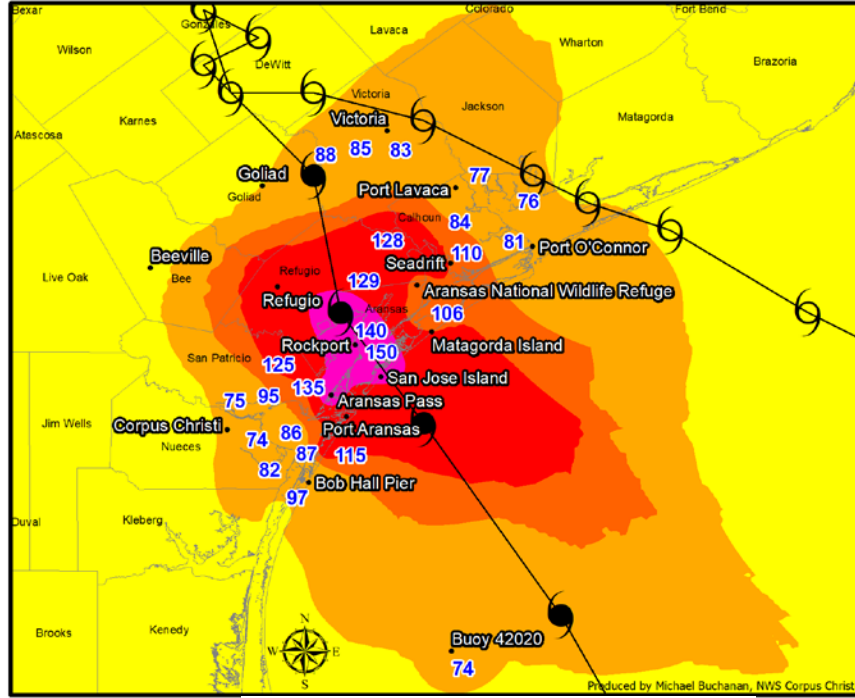 Bexar
Gonzales
Colorado
Fort Bend
Wilson
Lavaca
Wharton
DeWitt
Brazoria
Victoria
Jackson
Karnes
Matagorda
Atascosa
Victoria
88
85
83
Goliad
Goliad
77
Port Lavaca
76
Calhoun
84
128
81
Port O'Connor
Beeville
Bee
110
Seadrift
Live Oak
Refugio
129
Aransas National Wildlife Refuge
Refugio
Aransas
106
140
Rockport
150
Matagorda Island
San Patricio
125
San Jose Island
135
95
75
Aransas Pass
Jim Wells
Corpus Christi
Port Aransas
86
74
Nueces
87
115
82
Bob Hall Pier
97
Duval
Kleberg
Brooks
Kenedy
N
W
E
S
Buoy 42020
74
Produced by Michael Buchanan, NWS Corpus Christ